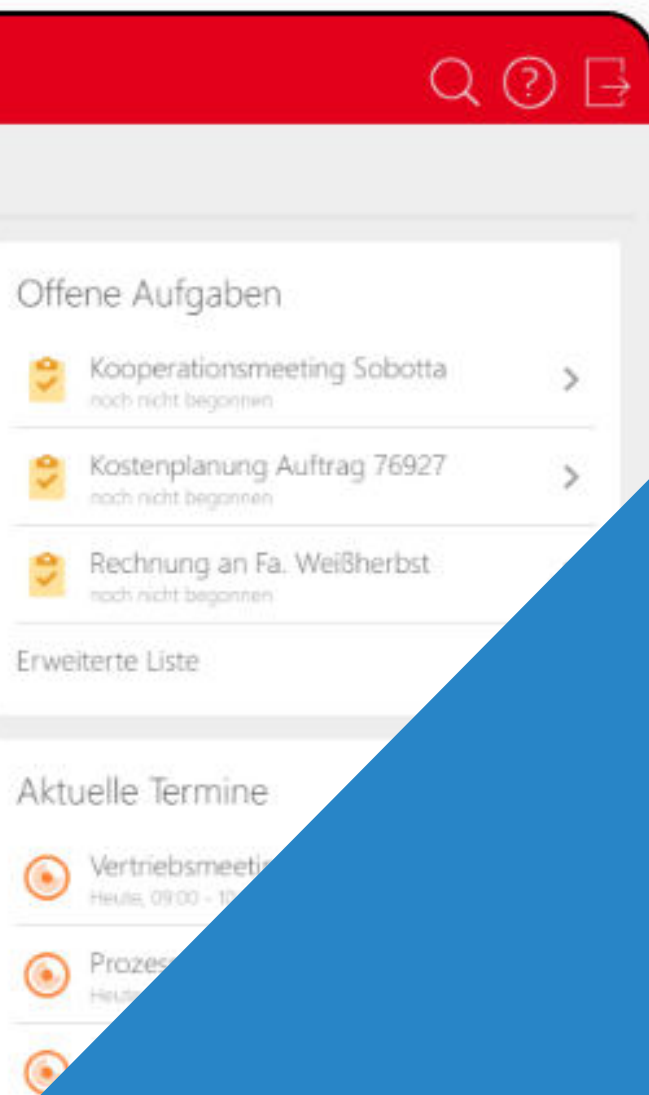 Offene Aufgaben
Kooperationsmeeting Sobotta
noch nicht begonnen
Kostenplanung Auftrag 76927
noch nicht begonnen
Rechnung an Fa. Weißherbst
noch nicht begonnen
Erweiterte Liste
Aktuelle Termine
Heute, 09:00 -